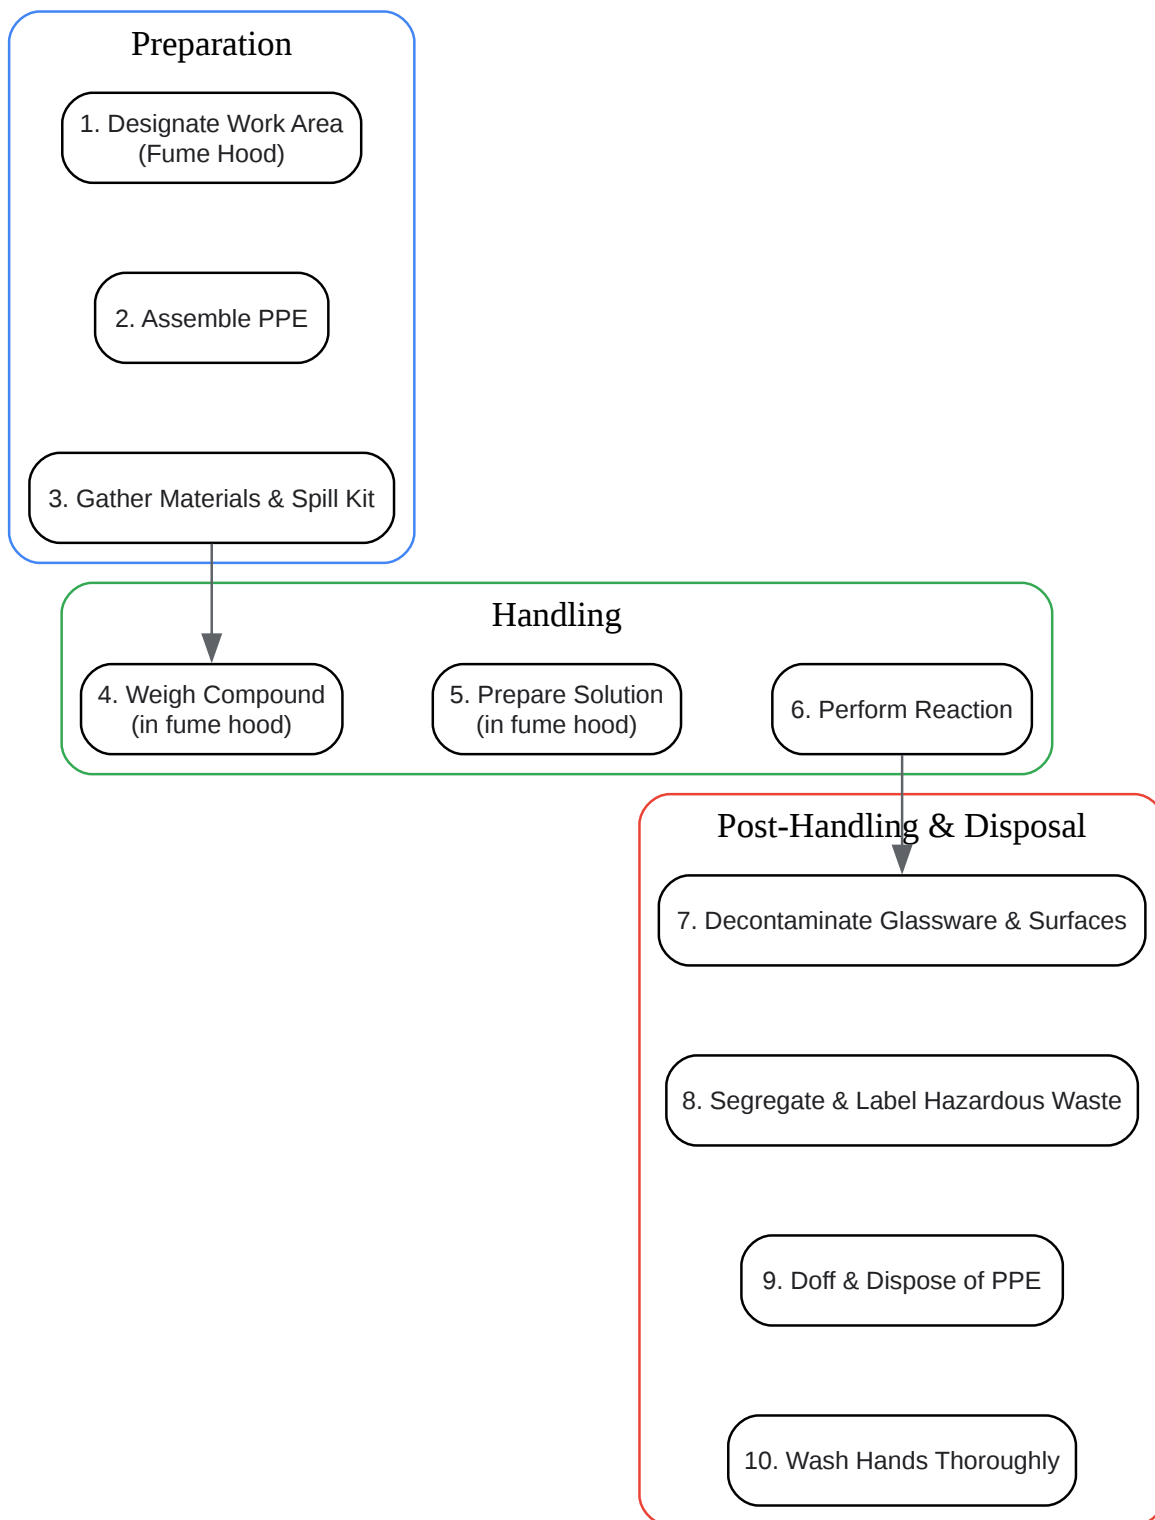 Preparation
1. Designate Work Area
(Fume Hood)
2. Assemble PPE
3. Gather Materials & Spill Kit
Handling
4. Weigh Compound
(in fume hood)
5. Prepare Solution
(in fume hood)
6. Perform Reaction
Post-Handling & Disposal
7. Decontaminate Glassware & Surfaces
8. Segregate & Label Hazardous Waste
9. Doff & Dispose of PPE
10. Wash Hands Thoroughly